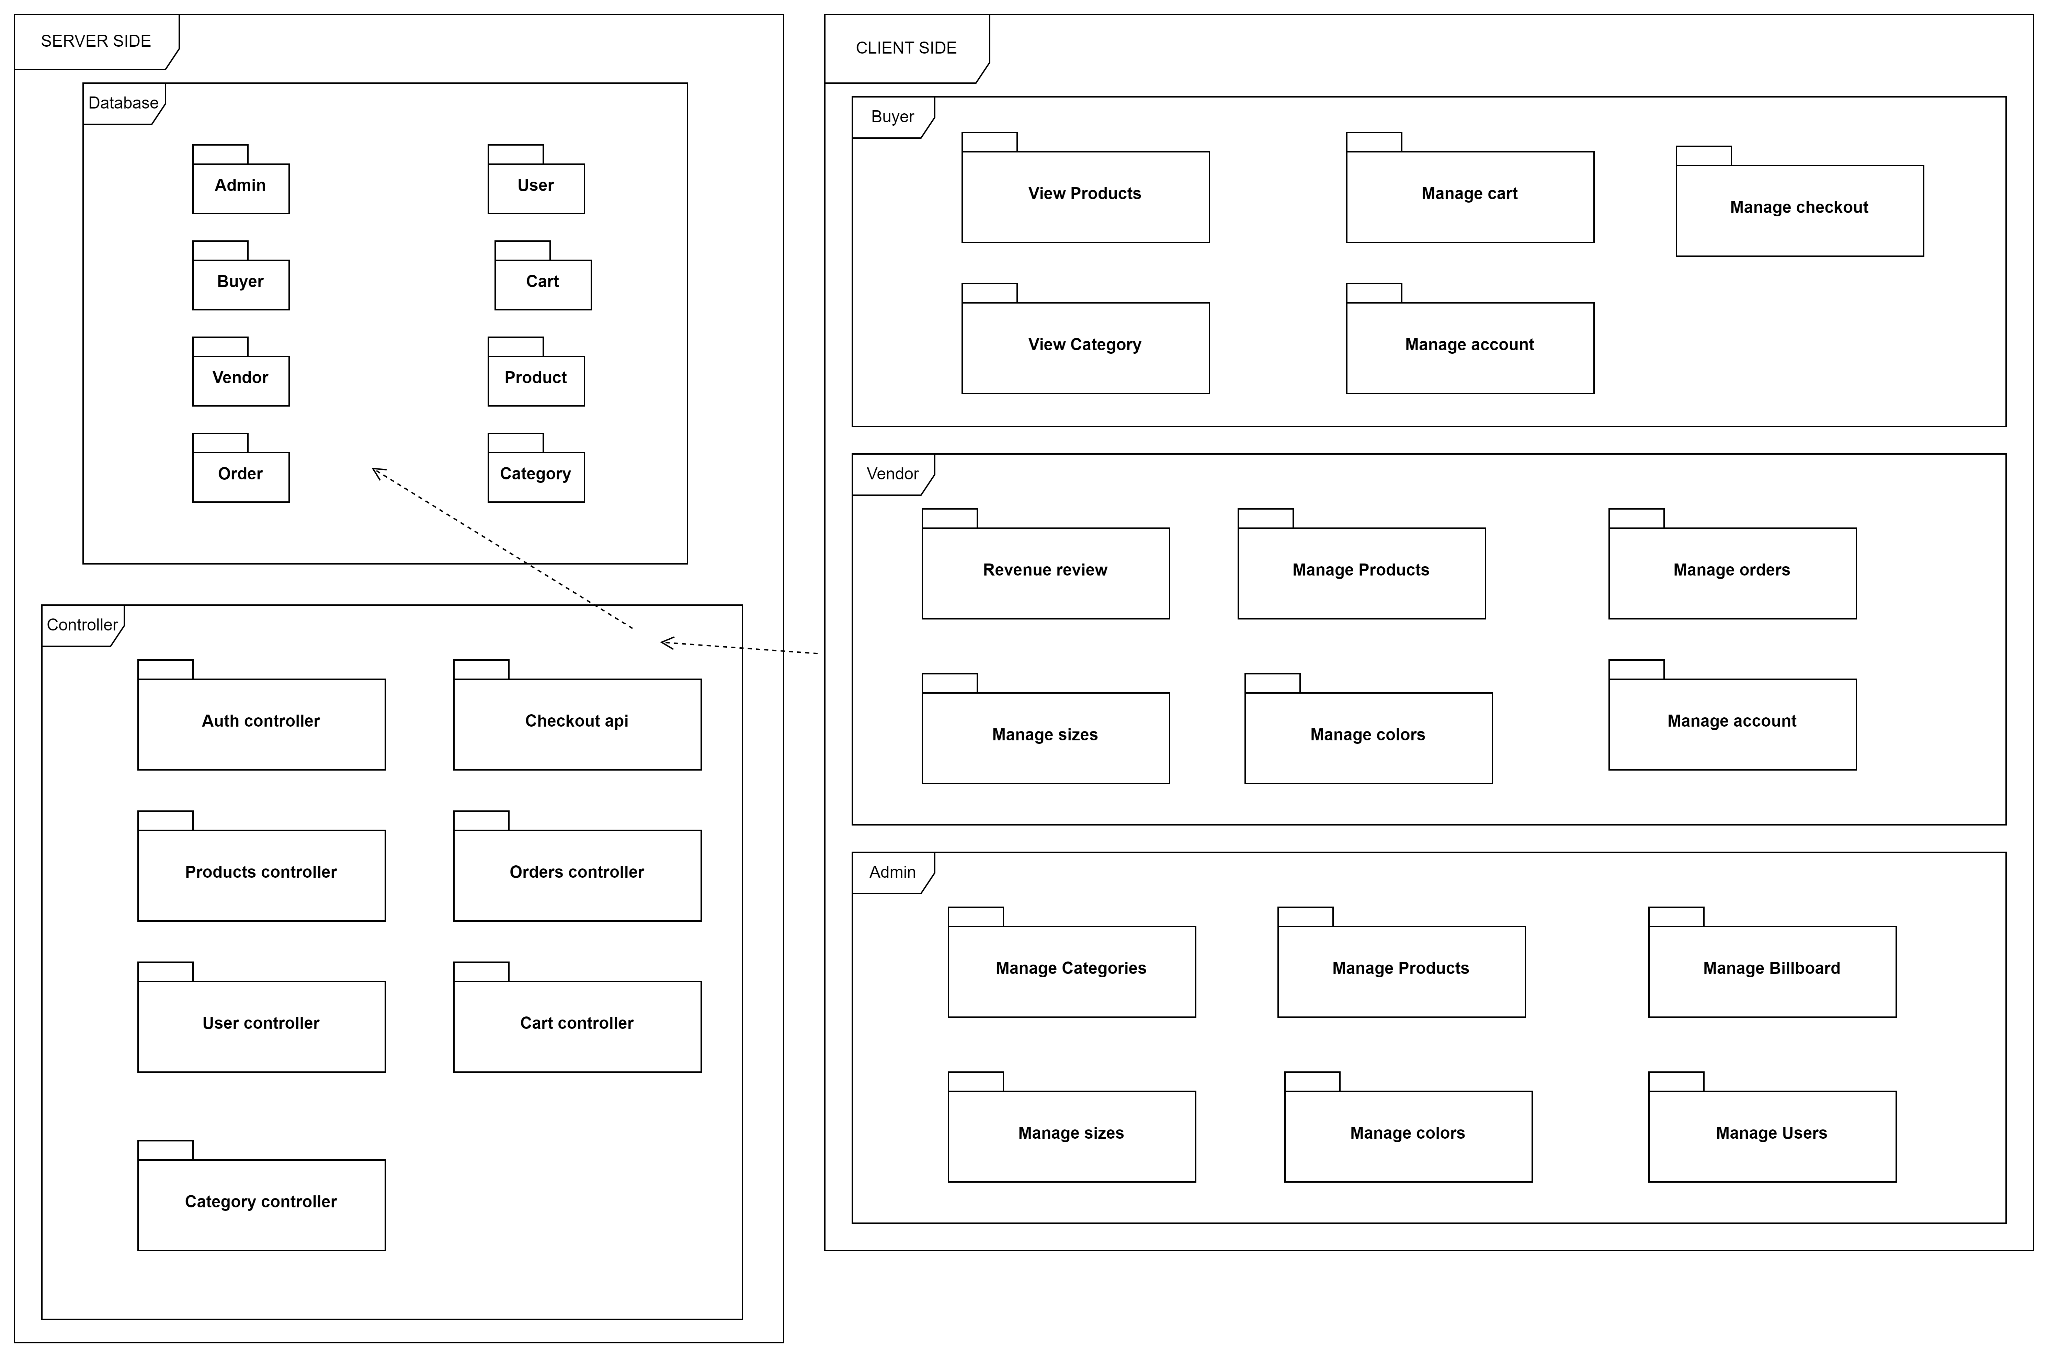 SERVER SIDE
Database
Admin
User
Buyer
Cart
Vendor
Product
Order
Category
Controller
Auth controller
Checkout api
Products controller
Orders controller
User controller
Cart controller
Category controller
CLIENT SIDE
Buyer
View Products
Manage cart
Manage checkout
View Category
Manage account
Vendor
Revenue review
Manage Products
Manage orders
Manage sizes
Manage colors
Manage account
Admin
Manage Categories
Manage Products
Manage Billboard
Manage sizes
Manage colors
Manage Users